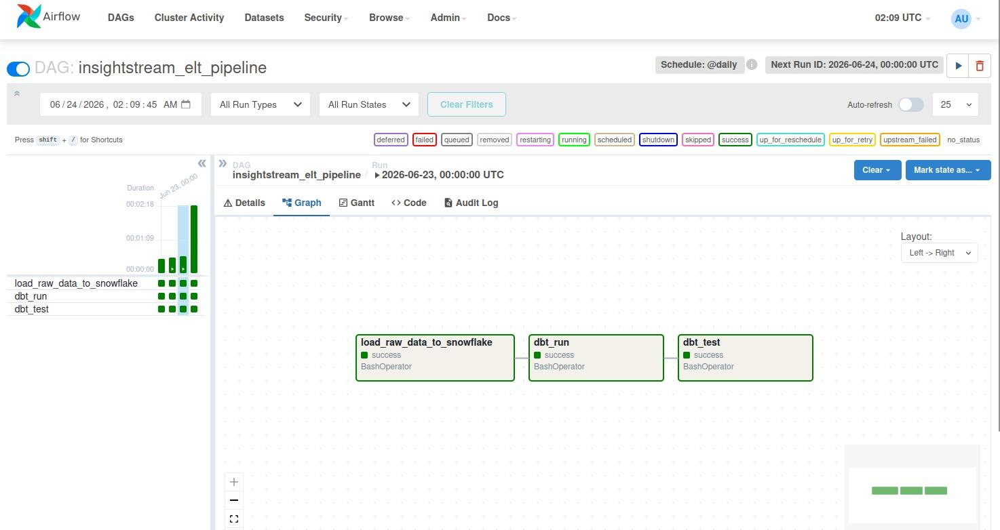 Airflow DAGs Cluster Activity Datasets Security Browse Admin Docs 02:09 UTC AU
DAG: insightstream_elt_pipeline Schedule: @daily i Next Run ID: 2026-06-24, 00:00:00 UTC
06/24/2026, 02:09:45 AM All Run Types All Run States Clear Filters Auto-refresh 25
Press shift + / for Shortcuts deferred failed queued removed restarting running scheduled shutdown skipped success up_for_reschedule up_for_retry upstream_failed no_status
DAG Run
insightstream_elt_pipeline / 2026-06-23, 00:00:00 UTC Clear Mark state as...
Jun 23, 00:00
Duration
00:02:18
00:01:09
00:00:00
load_raw_data_to_snowflake
dbt_run
dbt_test
Details Graph Gantt Code Audit Log
Layout:
Left -> Right
load_raw_data_to_snowflake
success
BashOperator
dbt_run
success
BashOperator
dbt_test
success
BashOperator